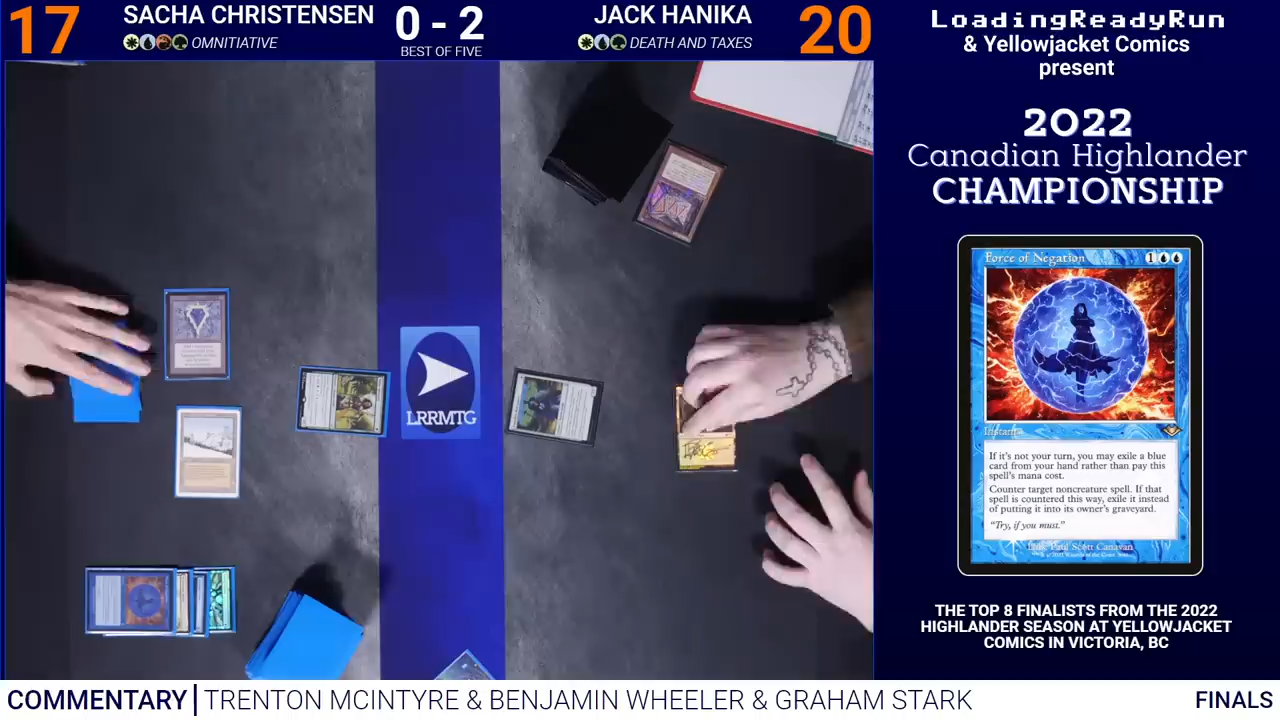 17
SACHA CHRISTENSEN
OMNITIATIVE
0 - 2
BEST OF FIVE
JACK HANIKA
DEATH AND TAXES
20
LoadingReadyRun
& Yellowjacket Comics
present
2022
Canadian Highlander
CHAMPIONSHIP
LRRMTG
Force of Negation
1
Instant
If it's not your turn, you may exile a blue
card from your hand rather than pay this
spell's mana cost.
Counter target noncreature spell. If that
spell is countered this way, exile it instead
of putting it into its owner's graveyard.
"Try, if you must."
Paul Scott Canavan
THE TOP 8 FINALISTS FROM THE 2022
HIGHLANDER SEASON AT YELLOWJACKET
COMICS IN VICTORIA, BC
COMMENTARY
TRENTON MCINTYRE & BENJAMIN WHEELER & GRAHAM STARK
FINALS